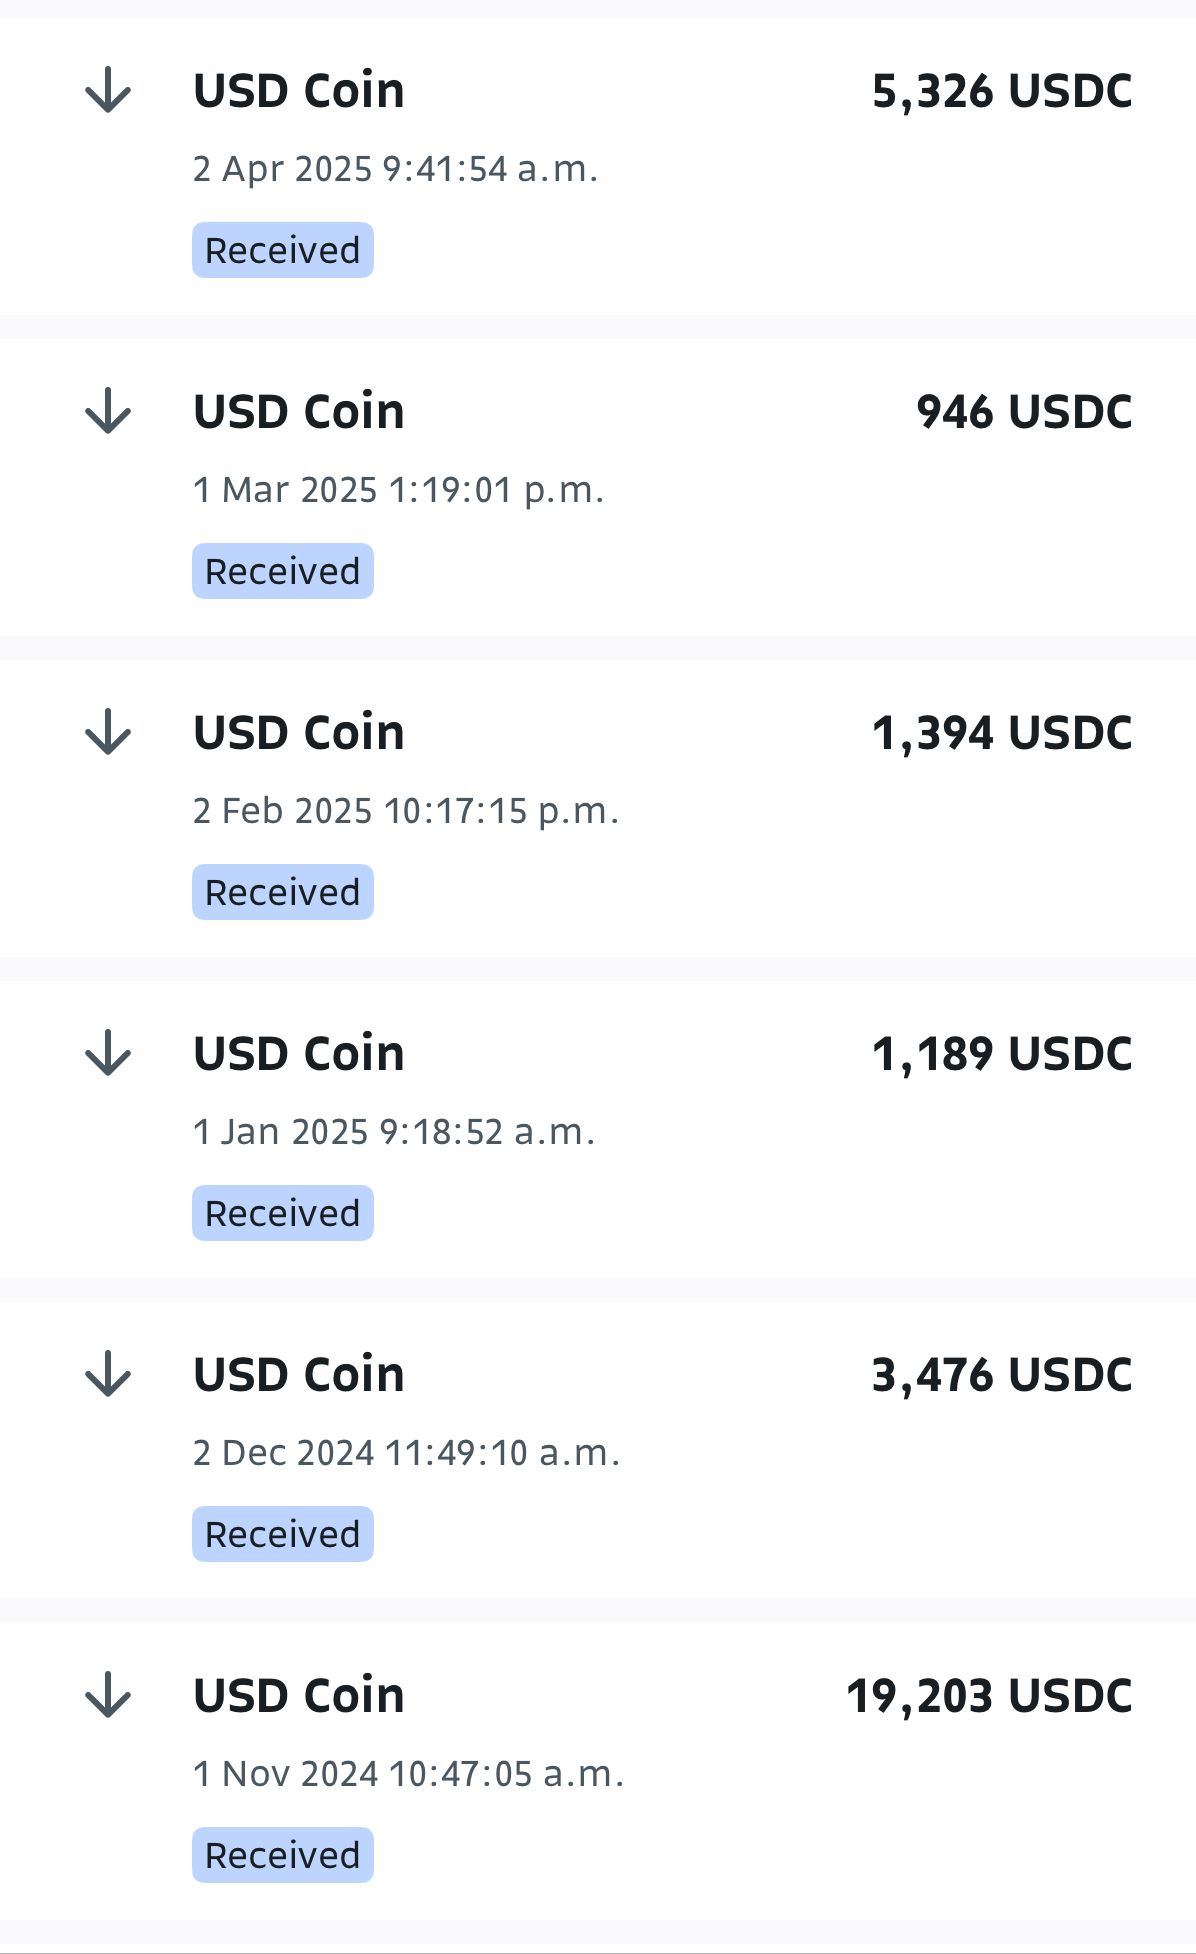 USD Coin 5,326 USDC
2 Apr 2025 9:41:54 a.m.
Received
USD Coin 946 USDC
1 Mar 2025 1:19:01 p.m.
Received
USD Coin 1,394 USDC
2 Feb 2025 10:17:15 p.m.
Received
USD Coin 1,189 USDC
1 Jan 2025 9:18:52 a.m.
Received
USD Coin 3,476 USDC
2 Dec 2024 11:49:10 a.m.
Received
USD Coin 19,203 USDC
1 Nov 2024 10:47:05 a.m.
Received